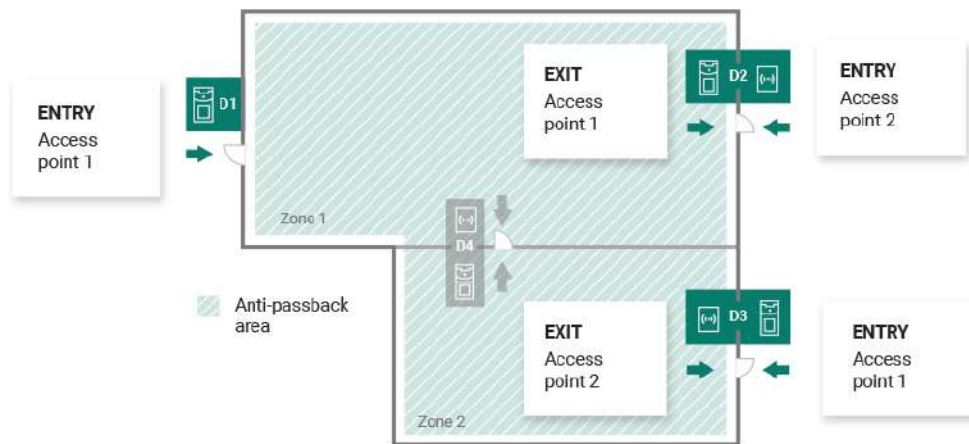 ENTRY
Access
point 1
D1
EXIT
Access
point 1
D2
ENTRY
Access
point 2
Zone 1
D4
Anti-passback
area
EXIT
Access
point 2
D3
ENTRY
Access
point 1
Zone 2